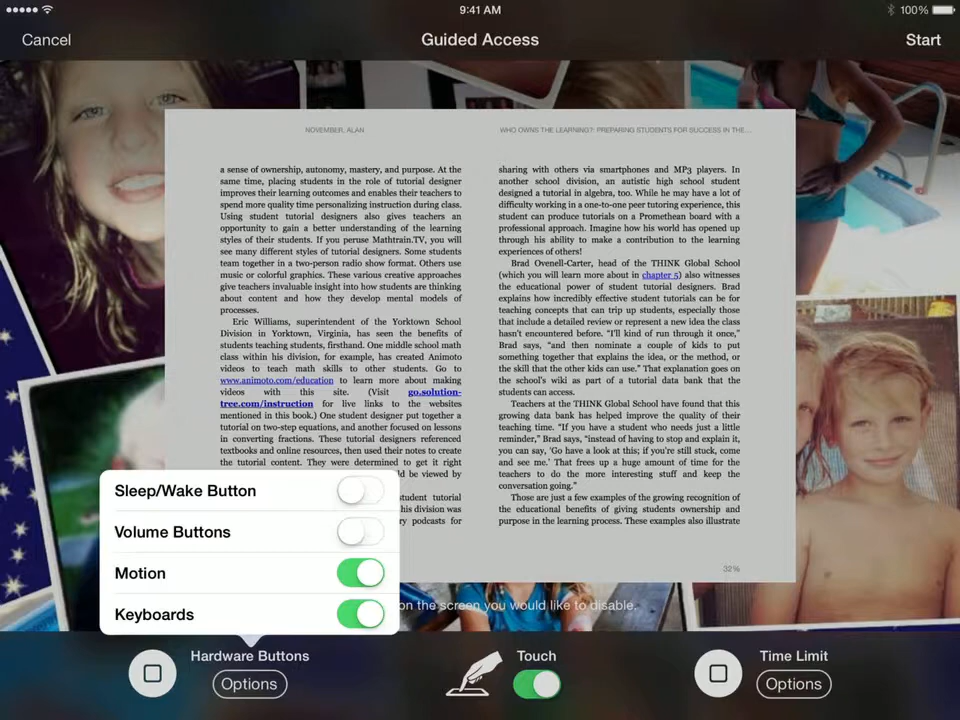 9:41 AM
100%
Cancel
Guided Access
Start
NOVEMBER, ALAN
WHO OWNS THE LEARNING?: PREPARING STUDENTS FOR SUCCESS IN THE…
a sense of ownership, autonomy, mastery, and purpose. At the
same time, placing students in the role of tutorial designer
improves their learning outcomes and enables their teachers to
spend more quality time personalizing instruction during class.
Using student tutorial designers also gives teachers an
opportunity to gain a better understanding of the learning
styles of their students. If you peruse Mathtrain.TV, you will
see many different styles of tutorial designers. Some students
team together in a two-person radio show format. Others use
music or colorful graphics. These various creative approaches
give teachers invaluable insight into how students are thinking
about content and how they develop mental models of
processes.
Eric Williams, superintendent of the Yorktown School
Division in Yorktown, Virginia, has seen the benefits of
students teaching students, firsthand. One middle school math
class within his division, for example, has created Animoto
videos to teach math skills to other students. Go to
www.animoto.com/education to learn more about making
videos with this site. (Visit go.solution-
tree.com/instruction for live links to the websites
mentioned in this book.) One student designer put together a
tutorial on two-step equations, and another focused on lessons
in converting fractions. These tutorial designers referenced
textbooks and online resources, then used their notes to create
the tutorial content. They were determined to get it right
ld be viewed by
student tutorial
his division was
ry podcasts for
sharing with others via smartphones and MP3 players. In
another school division, an autistic high school student
designed a tutorial in algebra, too. While he may have a lot of
difficulty working in a one-to-one peer tutoring experience, this
student can produce tutorials on a Promethean board with a
professional approach. Imagine how his world has opened up
through his ability to make a contribution to the learning
experiences of others!
Brad Ovenell-Carter, head of the THINK Global School
(which you will learn more about in chapter 5) also witnesses
the educational power of student tutorial designers. Brad
explains how incredibly effective student tutorials can be for
teaching concepts that can trip up students, especially those
that include a detailed review or represent a new idea the class
hasn't encountered before. “I'll kind of run through it once,”
Brad says, “and then nominate a couple of kids to put
something together that explains the idea, or the method, or
the skill that the other kids can use.” That explanation goes on
the school's wiki as part of a tutorial data bank that the
students can access.
Teachers at the THINK Global School have found that this
growing data bank has helped improve the quality of their
teaching time. “If you have a student who needs just a little
reminder,” Brad says, “instead of having to stop and explain it,
you can say, ‘Go have a look at this; if you're still stuck, come
and see me.’ That frees up a huge amount of time for the
teachers to do the more interesting stuff and keep the
conversation going.”
Those are just a few examples of the growing recognition of
the educational benefits of giving students ownership and
purpose in the learning process. These examples also illustrate
32%
Sleep/Wake Button
Volume Buttons
Motion
Keyboards
on the screen you would like to disable.
Hardware Buttons
Options
Touch
Time Limit
Options